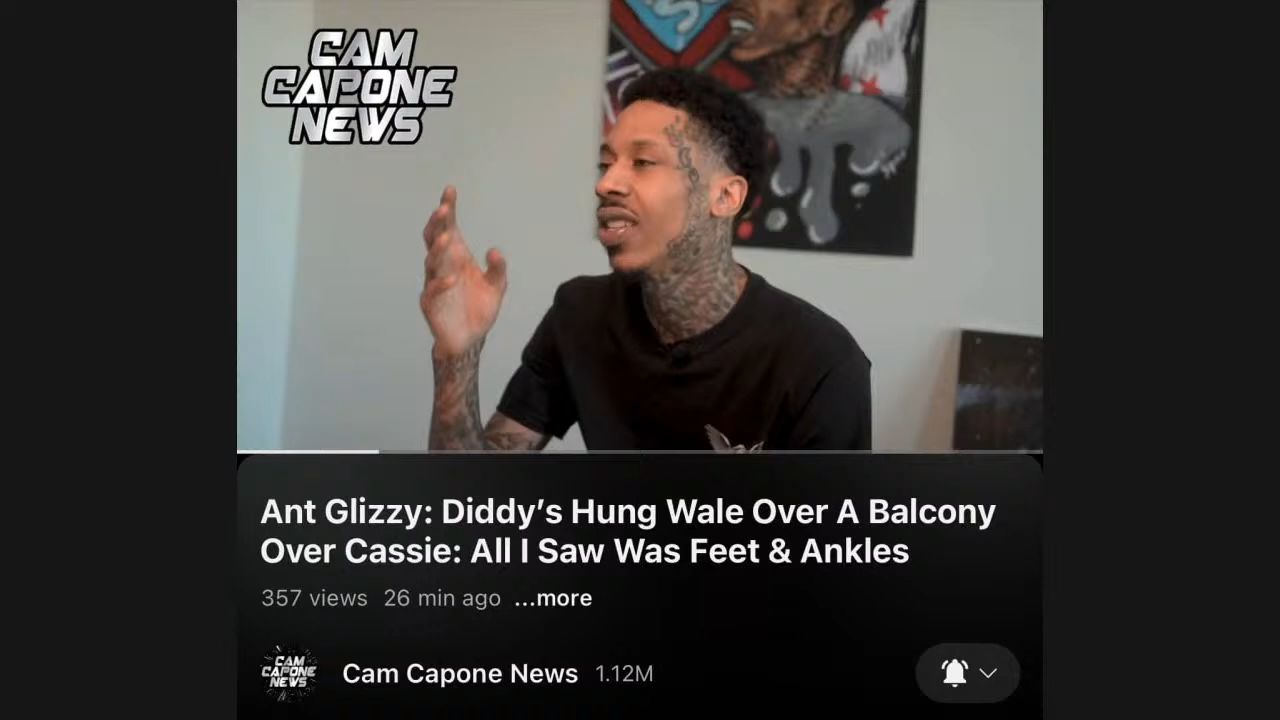 CAM
CAPONE
NEWS
Ant Glizzy: Diddy's Hung Wale Over A Balcony
Over Cassie: All I Saw Was Feet & Ankles
357 views 26 min ago ...more
CAM
CAPONE
NEWS
Cam Capone News 1.12M